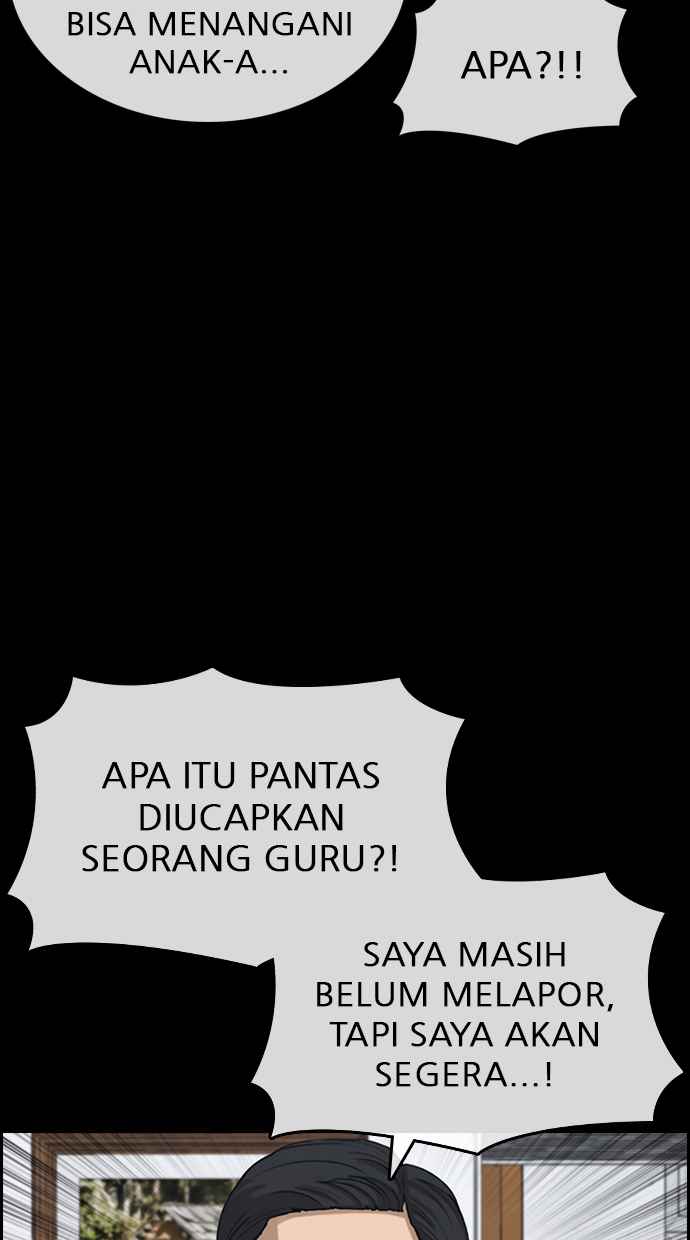 BISA MENANGANI
ANAK-A...
APA?!!
APA ITU PANTAS
DIUCAPKAN
SEORANG GURU?!
SAYA MASIH
BELUM MELAPOR,
TAPI SAYA AKAN
SEGERA...!